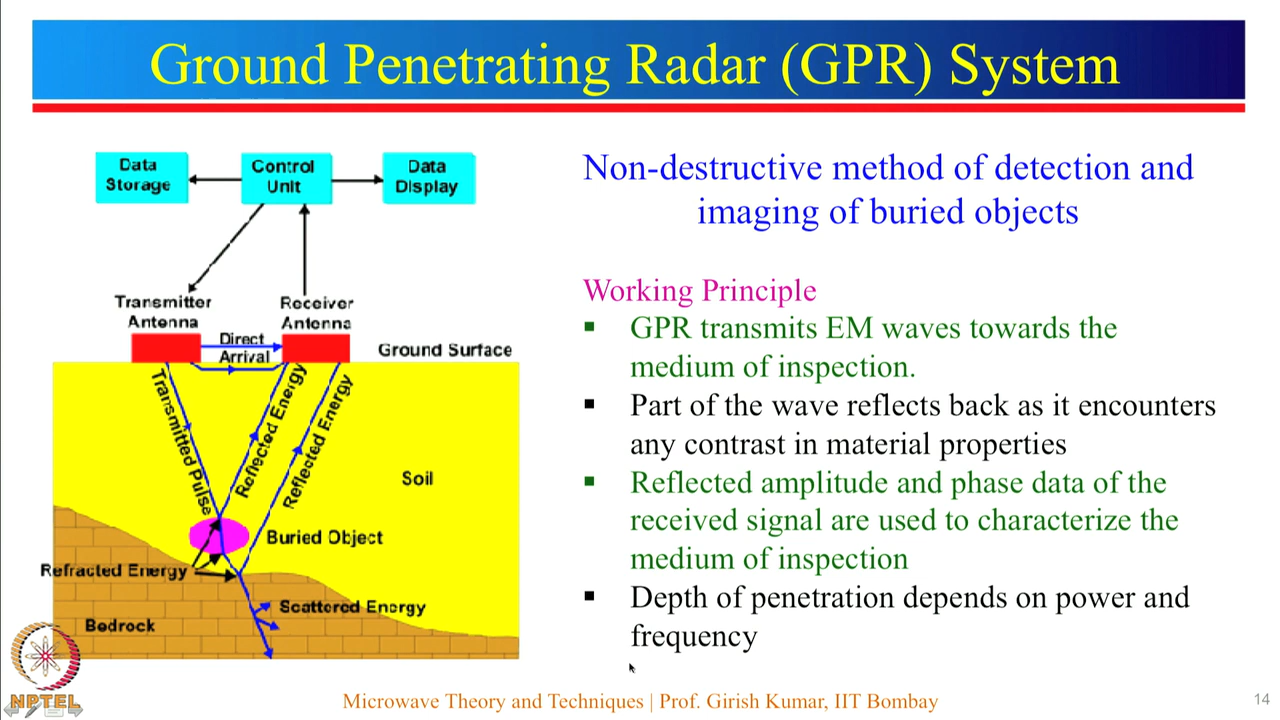 Ground Penetrating Radar (GPR) System
Data
Storage
Control
Unit
Data
Display
Transmitter
Antenna
Receiver
Antenna
Direct
Arrival
Ground Surface
Transmitted Pulse
Reflected Energy
Reflected Energy
Soil
Buried Object
Refracted Energy
Scattered Energy
Bedrock
Non-destructive method of detection and
imaging of buried objects
Working Principle
▪ GPR transmits EM waves towards the
medium of inspection.
▪ Part of the wave reflects back as it encounters
any contrast in material properties
▪ Reflected amplitude and phase data of the
received signal are used to characterize the
medium of inspection
▪ Depth of penetration depends on power and
frequency
NPTEL
Microwave Theory and Techniques | Prof. Girish Kumar, IIT Bombay
14